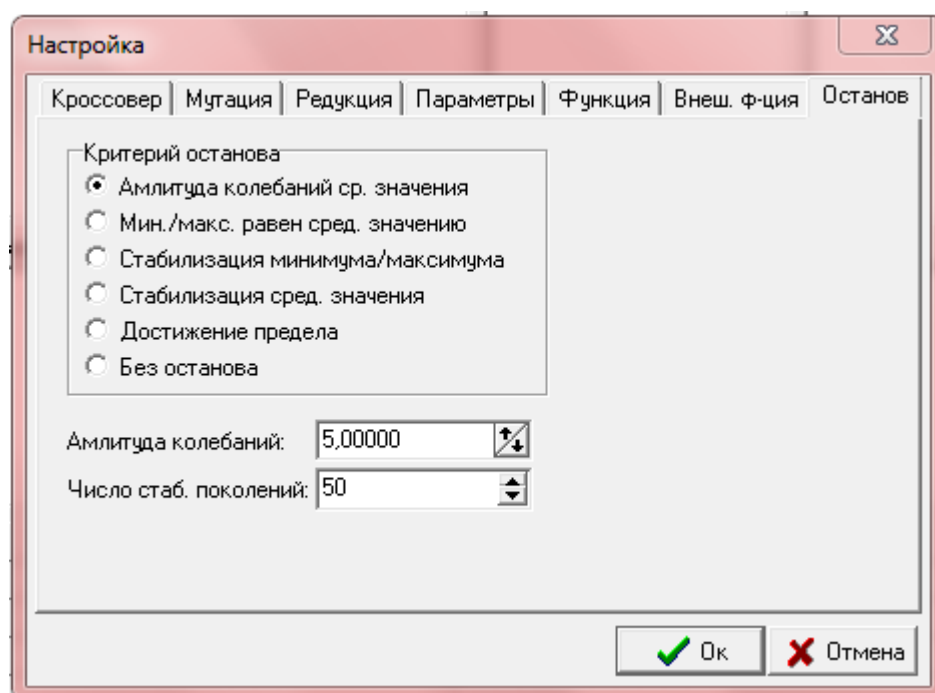 Настройка
Кроссовер Мутация Редукция Параметры Функция Внеш. ф-ция Останов
Критерий останова
Амлитуда колебаний ср. значения
Мин./макс. равен сред. значению
Стабилизация минимума/максимума
Стабилизация сред. значения
Достижение предела
Без останова
Амлитуда колебаний: 5,00000
Число стаб. поколений: 50
Ок Отмена